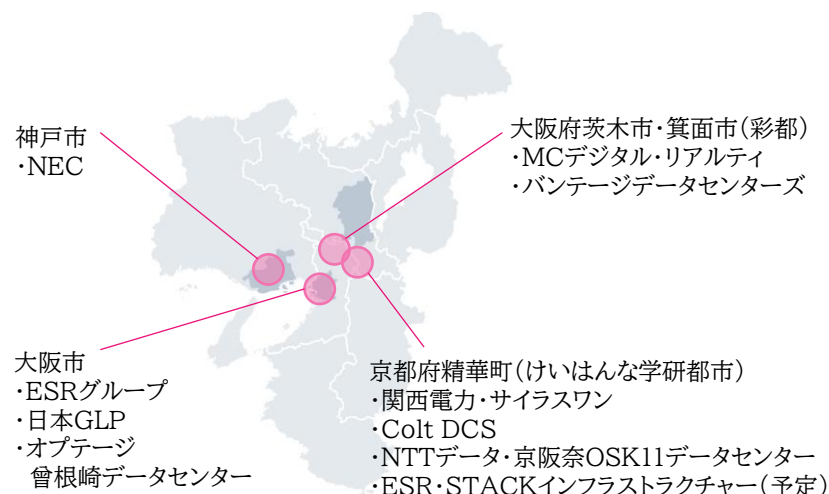 神戸市
・NEC
大阪府茨木市・箕面市(彩都)
・MCデジタル・リアルティ
・バンテージデータセンターズ
大阪市
・ESRグループ
・日本GLP
・オプテージ
曾根崎データセンター
京都府精華町(けいはんな学研都市)
・関西電力・サイラスワン
・Colt DCS
・NTTデータ・京阪奈OSK11データセンター
・ESR・STACKインフラストラクチャー(予定)